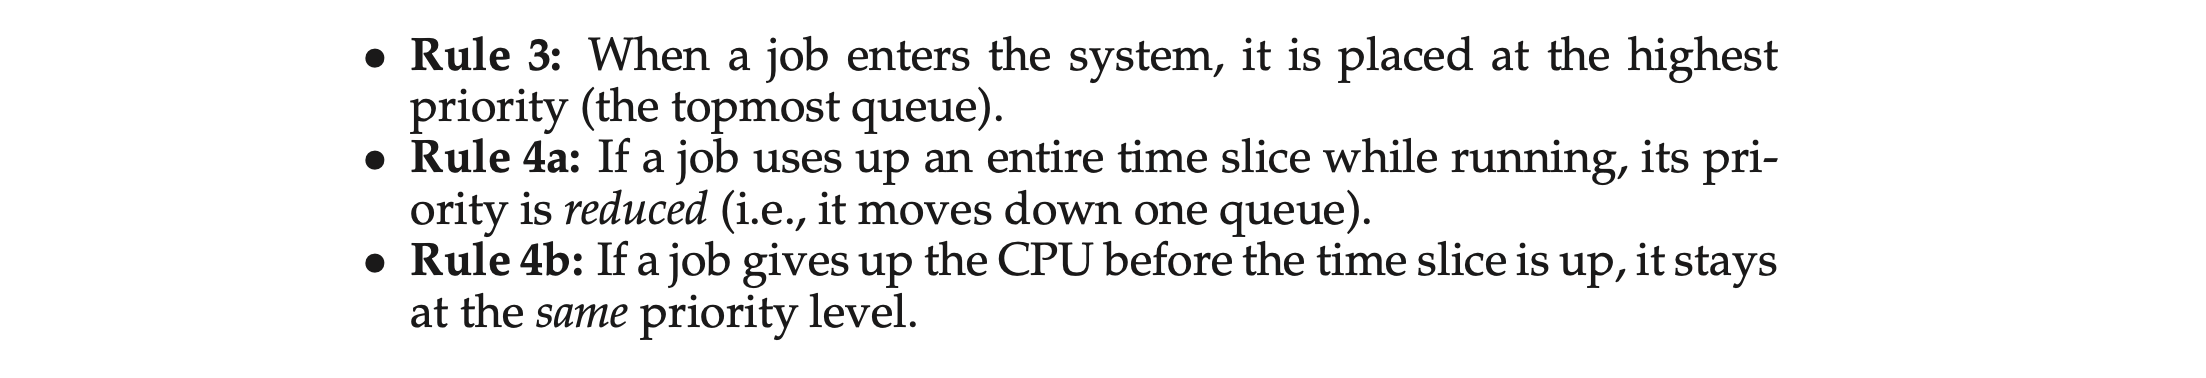 • Rule 3: When a job enters the system, it is placed at the highest
priority (the topmost queue).
• Rule 4a: If a job uses up an entire time slice while running, its pri-
ority is reduced (i.e., it moves down one queue).
• Rule 4b: If a job gives up the CPU before the time slice is up, it stays
at the same priority level.